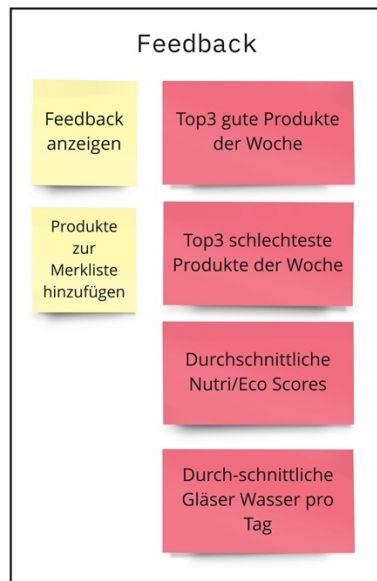 Feedback
Feedback
anzeigen
Produkte
zur
Merkliste
hinzufügen
Top3 gute Produkte
der Woche
Top3 schlechteste
Produkte der Woche
Durchschnittliche
Nutri/Eco Scores
Durch-schnittliche
Gläser Wasser pro
Tag